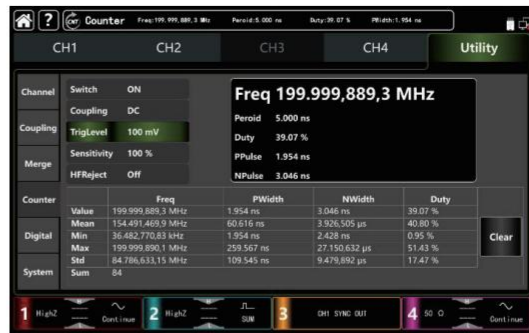 ? CNT Counter Freq:199.999,889,3 MHz Peroid:5.000 ns Duty:39.07 % PWidth:1.954 ns
CH1 CH2 CH3 CH4 Utility
Channel
Coupling
Merge
Counter
Digital
System
Switch ON
Coupling DC
TrigLevel 100 mV
Sensitivity 100 %
HFReject Off
Freq 199.999,889,3 MHz
Peroid 5.000 ns
Duty 39.07 %
PPulse 1.954 ns
NPulse 3.046 ns
Freq PWidth NWidth Duty
Value 199.999,889,3 MHz 1.954 ns 3.046 ns 39.07 %
Mean 154.491,469,9 MHz 60.616 ns 3.926,505 µs 40.80 %
Min 36.482,770,83 kHz 1.954 ns 2.428 ns 0.95 %
Max 199.999,890,1 MHz 259.567 ns 27.150,632 µs 51.43 %
Std 84.786,633,15 MHz 109.545 ns 9.479,892 µs 17.47 %
Sum 84
Clear
1 HighZ Continue 2 HighZ SUM 3 CH1 SYNC OUT 4 50 Ω Continue